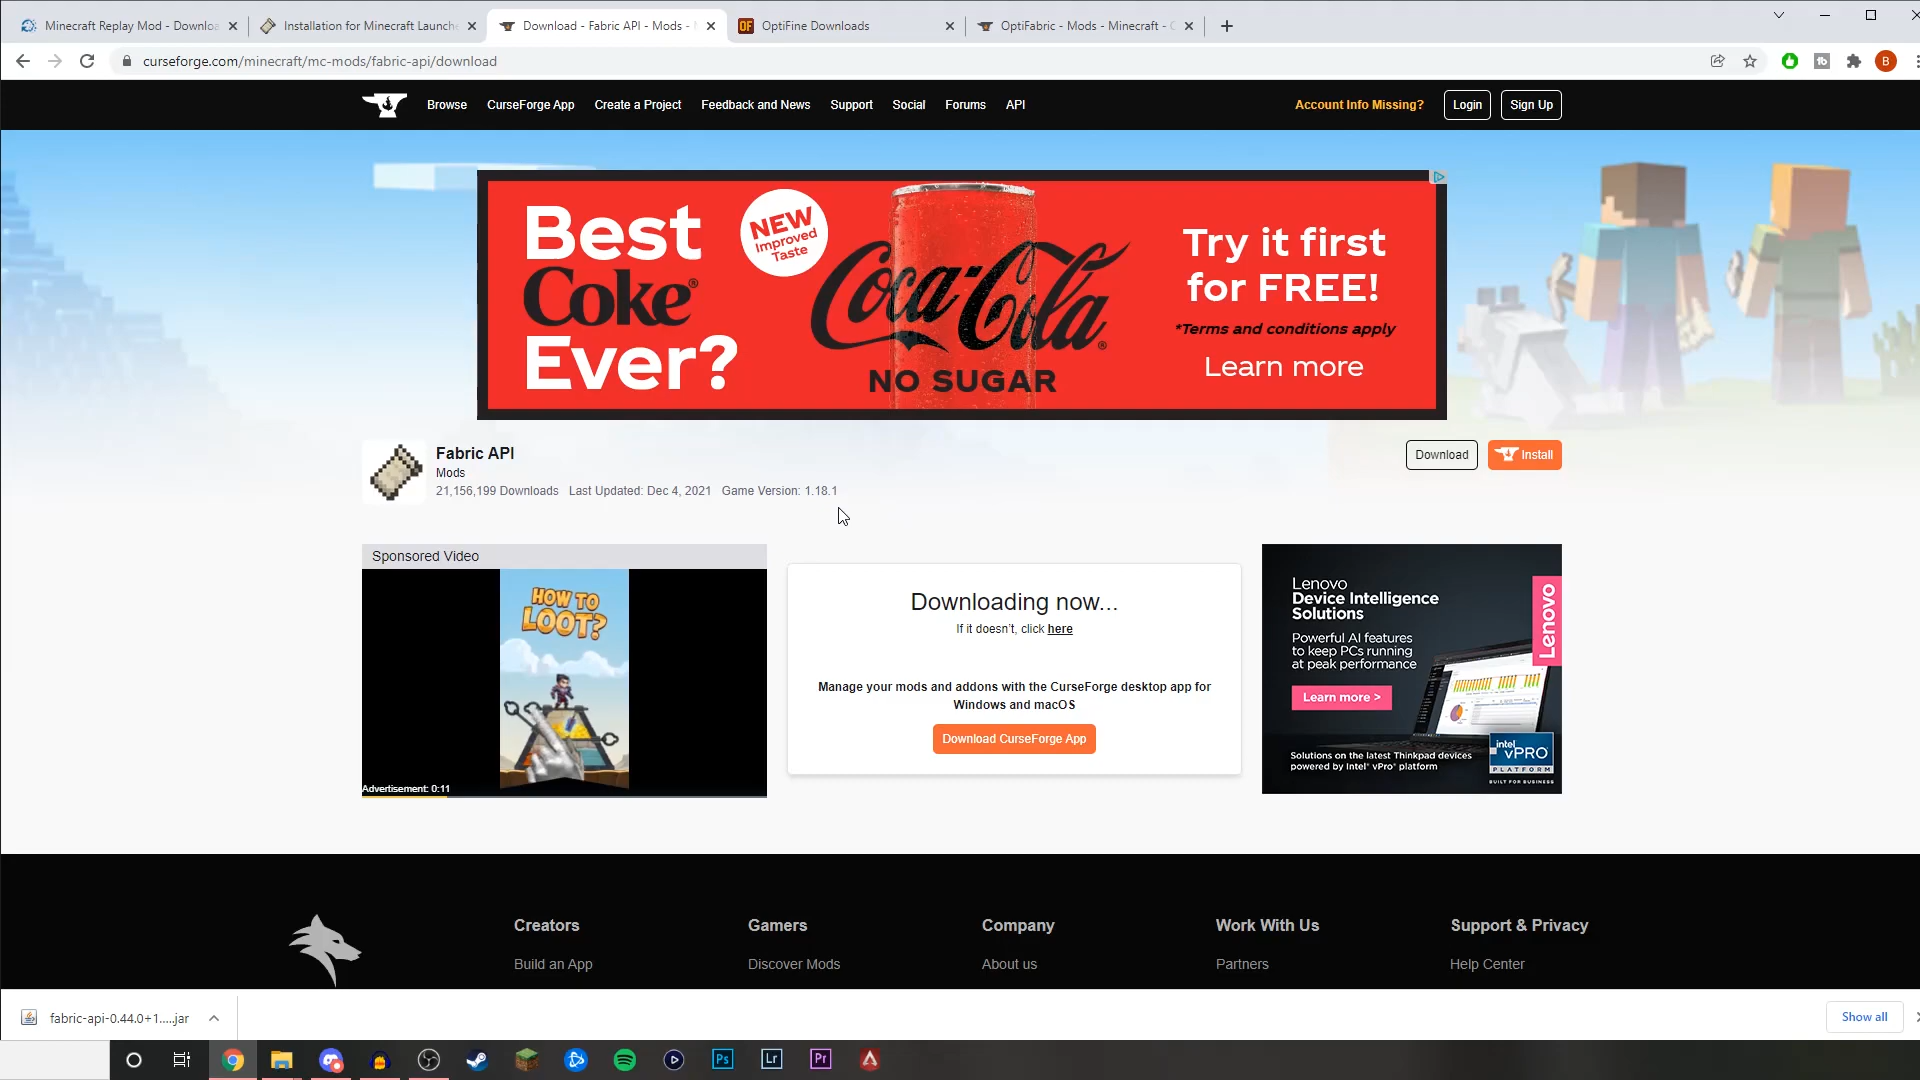 Minecraft Replay Mod - Downloa
Installation for Minecraft Launche
Download - Fabric API - Mods -
OptiFine Downloads
OptiFabric - Mods - Minecraft - C
curseforge.com/minecraft/mc-mods/fabric-api/download
B
Browse
CurseForge App
Create a Project
Feedback and News
Support
Social
Forums
API
Account Info Missing?
Login
Sign Up
Best
Coke®
Ever?
NEW
Improved
Taste
Coca-Cola®
NO SUGAR
Try it first
for FREE!
*Terms and conditions apply
Learn more
Fabric API
Mods
21,156,199 Downloads Last Updated: Dec 4, 2021 Game Version: 1.18.1
Download
Install
Sponsored Video
HOW TO
LOOT?
Advertisement: 0:11
Downloading now...
If it doesn't, click here
Manage your mods and addons with the CurseForge desktop app for
Windows and macOS
Download CurseForge App
Lenovo
Device Intelligence
Solutions
Powerful AI features
to keep PCs running
at peak performance
Learn more >
Solutions on the latest Thinkpad devices
powered by Intel® vPro® platform
Lenovo
intel
vPRO
PLATFORM
BUILT FOR BUSINESS
Creators
Gamers
Company
Work With Us
Support & Privacy
Build an App
Discover Mods
About us
Partners
Help Center
fabric-api-0.44.0+1.....jar
Show all
Ps
Lr
Pr